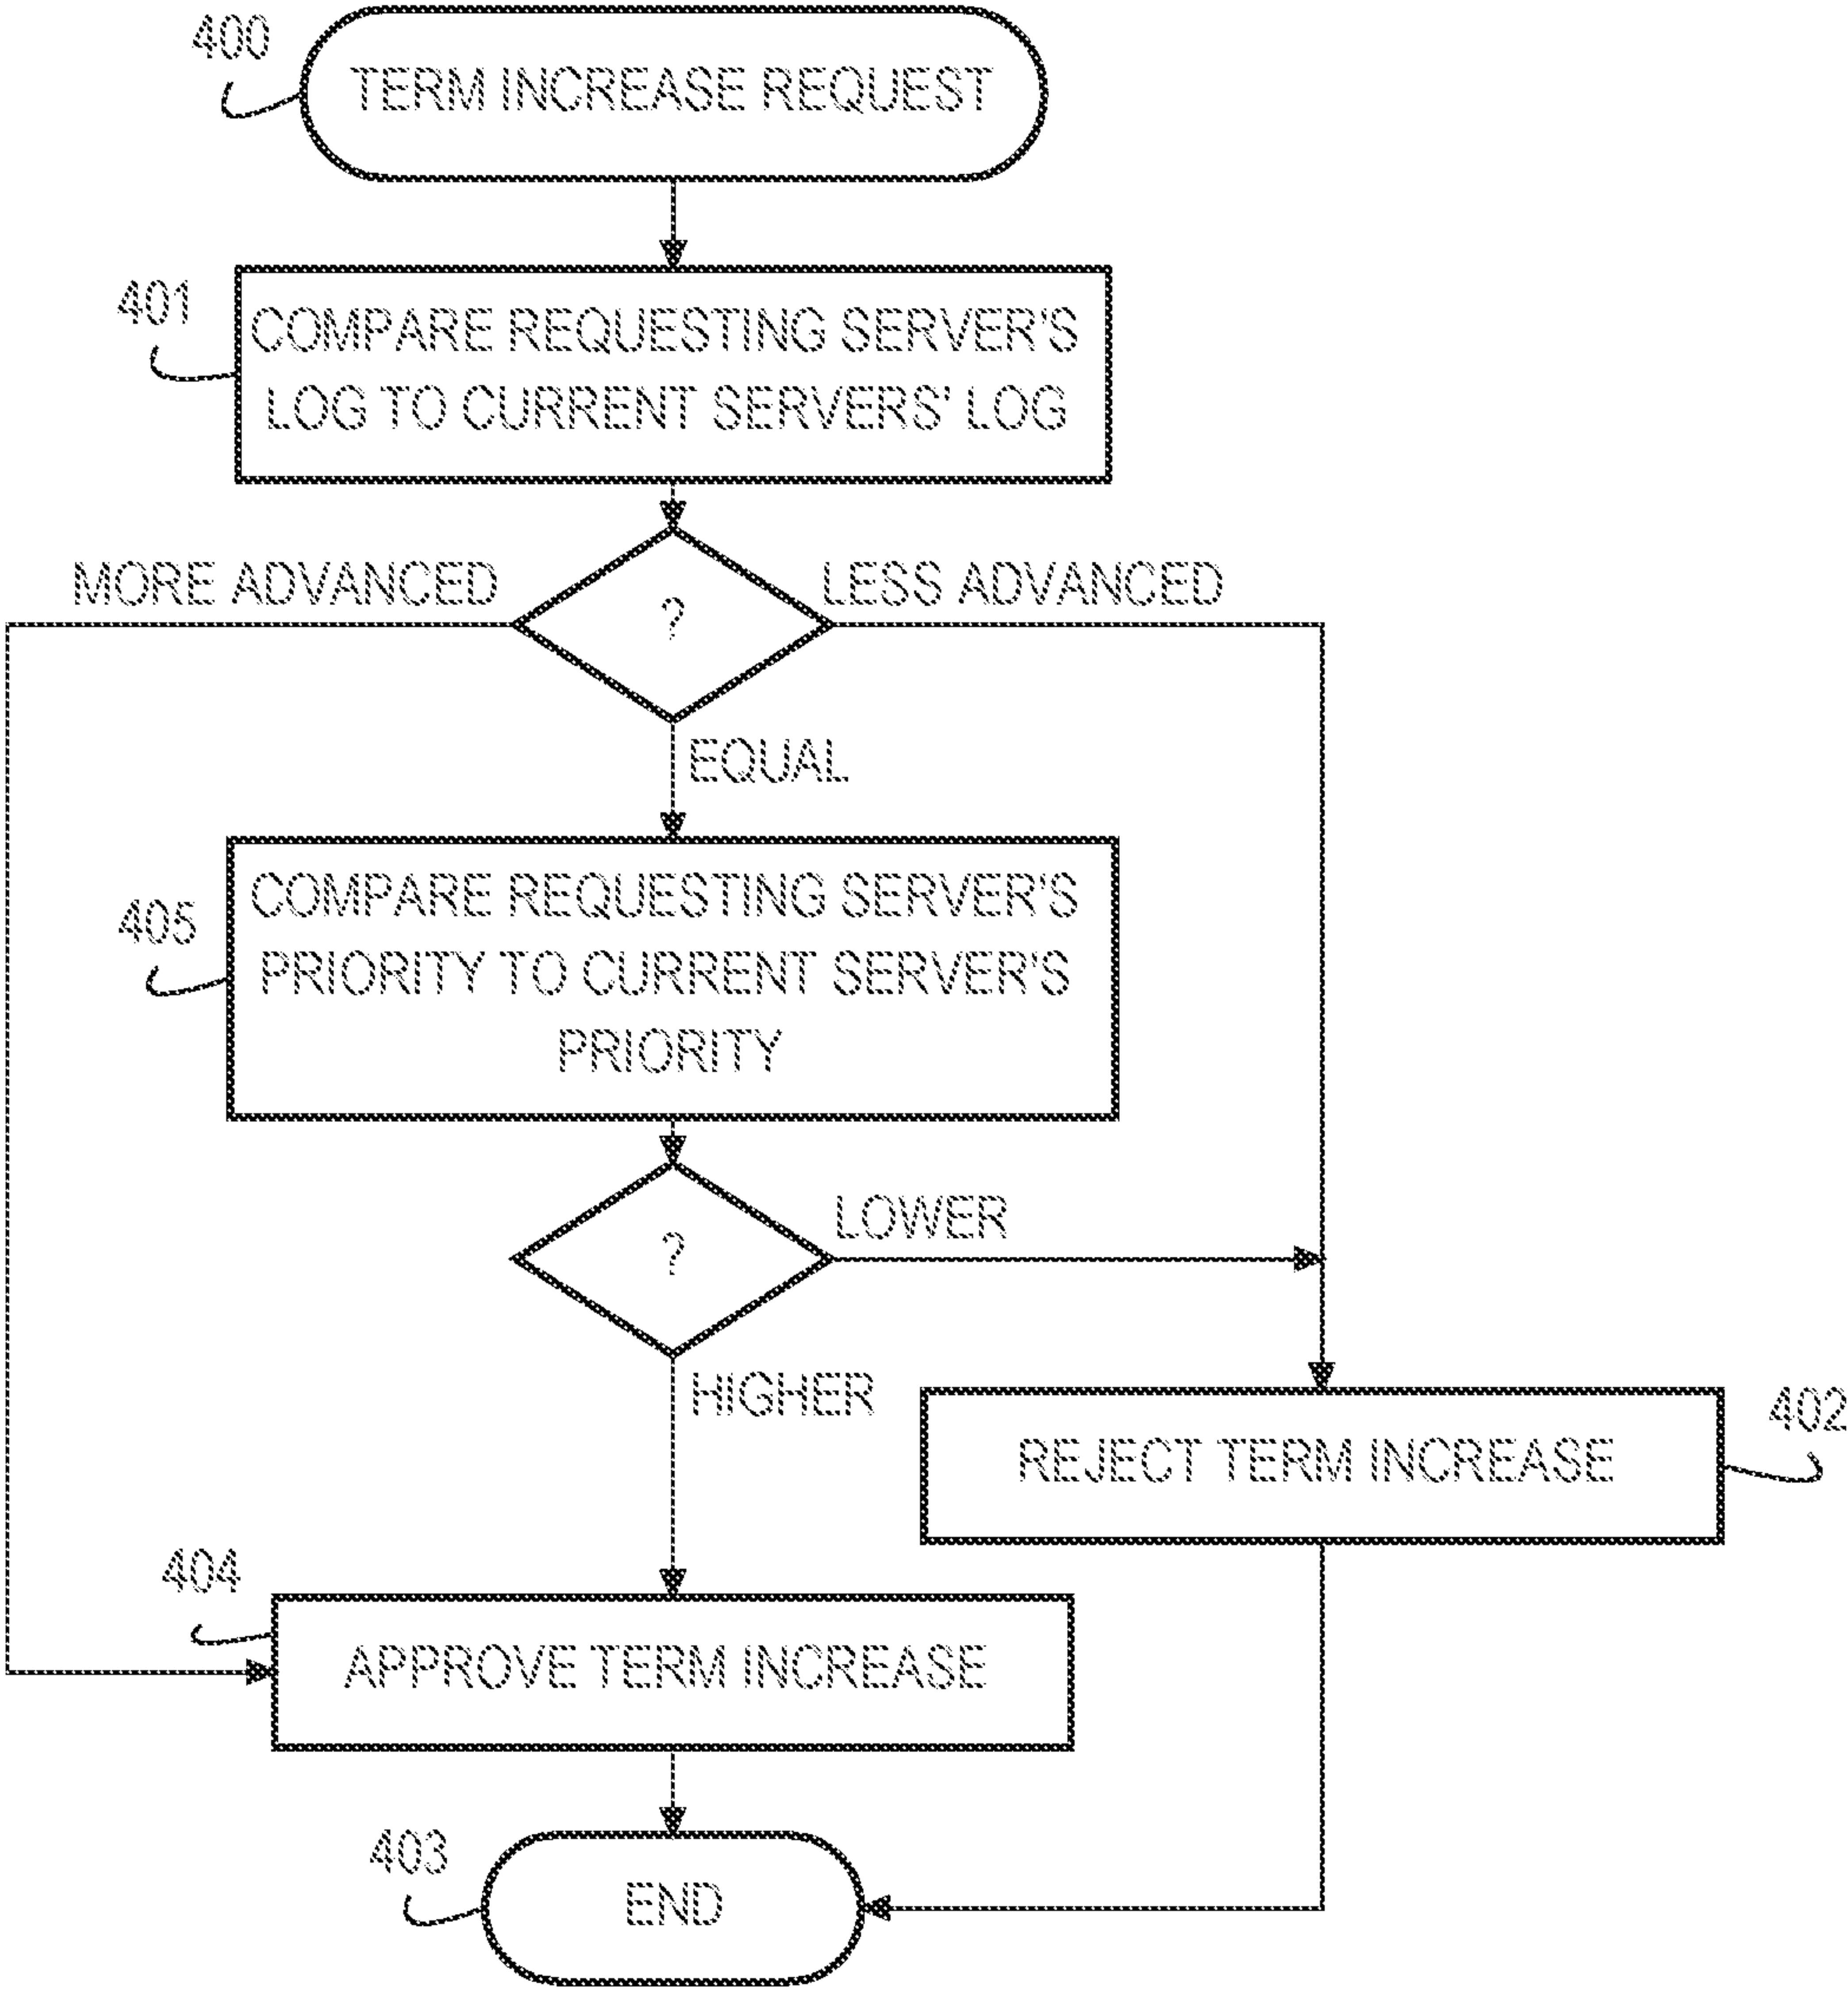 400
TERM INCREASE REQUEST
401
COMPARE REQUESTING SERVER'S
LOG TO CURRENT SERVERS' LOG
MORE ADVANCED
?
LESS ADVANCED
EQUAL
405
COMPARE REQUESTING SERVER'S
PRIORITY TO CURRENT SERVER'S
PRIORITY
?
LOWER
HIGHER
402
REJECT TERM INCREASE
404
APPROVE TERM INCREASE
403
END